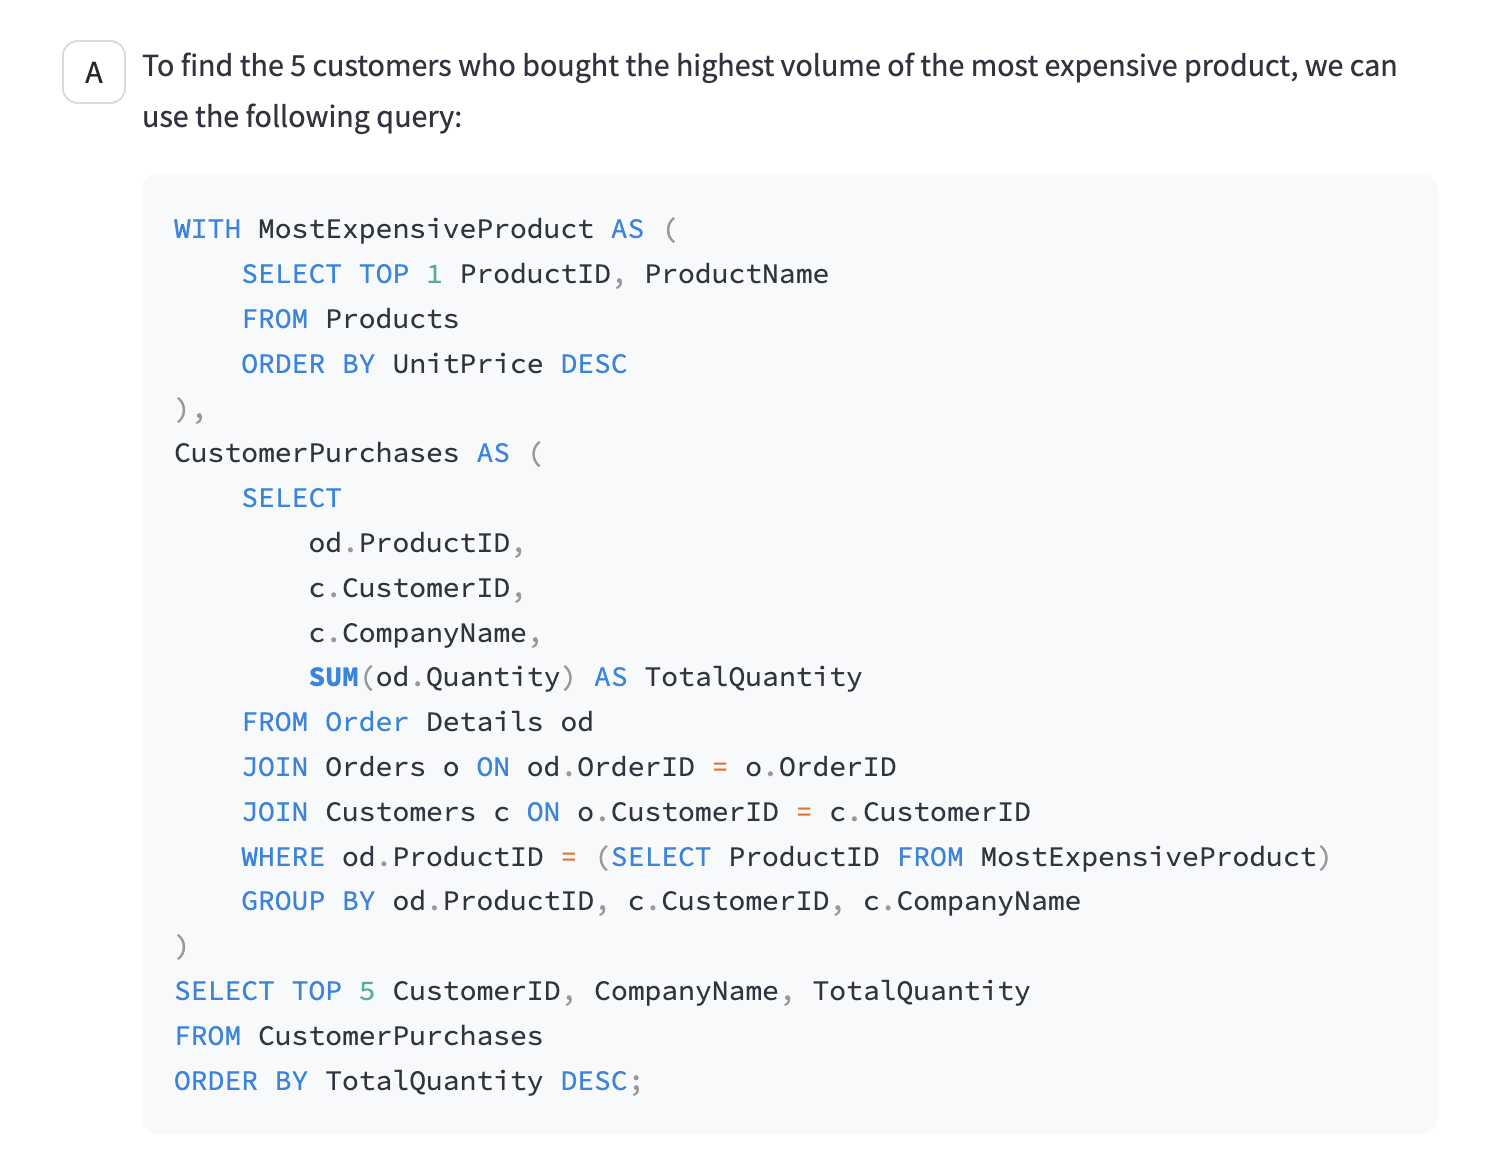 A
To find the 5 customers who bought the highest volume of the most expensive product, we can
use the following query:
WITH MostExpensiveProduct AS (
    SELECT TOP 1 ProductID, ProductName
    FROM Products
    ORDER BY UnitPrice DESC
),
CustomerPurchases AS (
    SELECT
        od.ProductID,
        c.CustomerID,
        c.CompanyName,
        SUM(od.Quantity) AS TotalQuantity
    FROM Order Details od
    JOIN Orders o ON od.OrderID = o.OrderID
    JOIN Customers c ON o.CustomerID = c.CustomerID
    WHERE od.ProductID = (SELECT ProductID FROM MostExpensiveProduct)
    GROUP BY od.ProductID, c.CustomerID, c.CompanyName
)
SELECT TOP 5 CustomerID, CompanyName, TotalQuantity
FROM CustomerPurchases
ORDER BY TotalQuantity DESC;